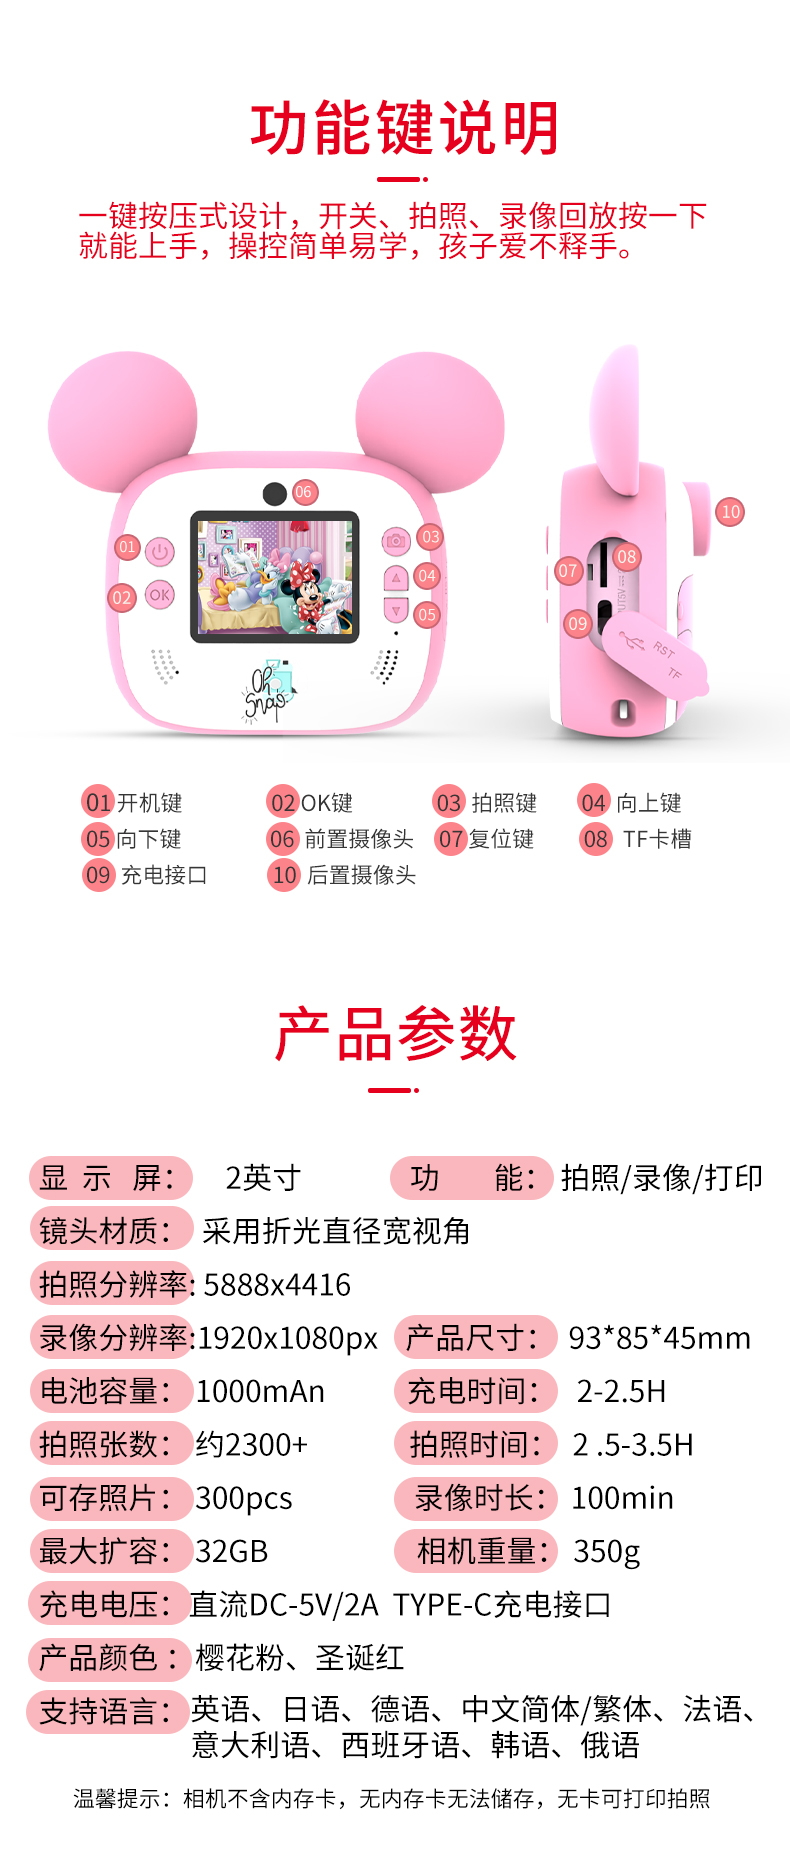 功能键说明
一键按压式设计，开关、拍照、录像回放按一下
就能上手，操控简单易学，孩子爱不释手。
06
10
01
03
08
07
04
02
OK
05
09
RST
TF
Oh
Snap
01开机键 02OK键 03 拍照键 04 向上键
05向下键 06 前置摄像头 07复位键 08 TF卡槽
09 充电接口 10 后置摄像头
产品参数
显 示 屏： 2英寸 功 能： 拍照/录像/打印
镜头材质： 采用折光直径宽视角
拍照分辨率: 5888x4416
录像分辨率:1920x1080px 产品尺寸： 93*85*45mm
电池容量： 1000mAn 充电时间： 2-2.5H
拍照张数： 约2300+ 拍照时间： 2 .5-3.5H
可存照片： 300pcs 录像时长： 100min
最大扩容： 32GB 相机重量： 350g
充电电压： 直流DC-5V/2A TYPE-C充电接口
产品颜色 ： 樱花粉、圣诞红
支持语言： 英语、日语、德语、中文简体/繁体、法语、
意大利语、西班牙语、韩语、俄语
温馨提示：相机不含内存卡，无内存卡无法储存，无卡可打印拍照